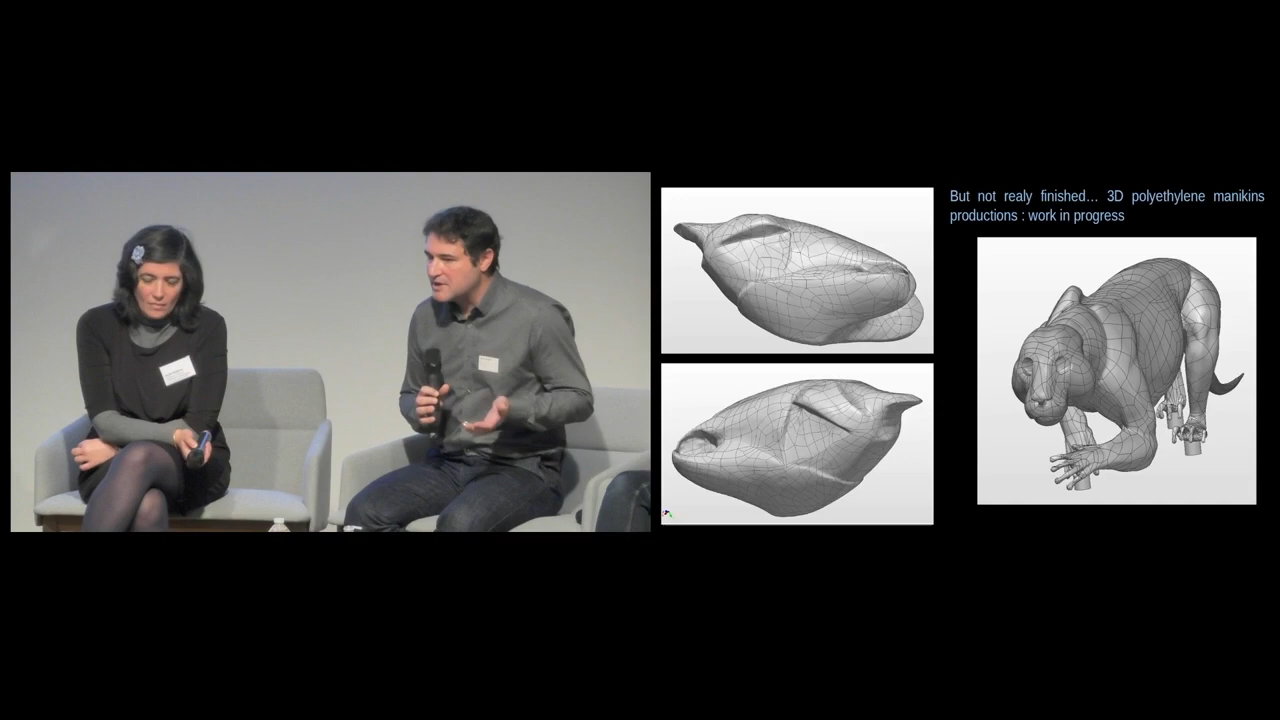 But not realy finished... 3D polyethylene manikins
productions : work in progress